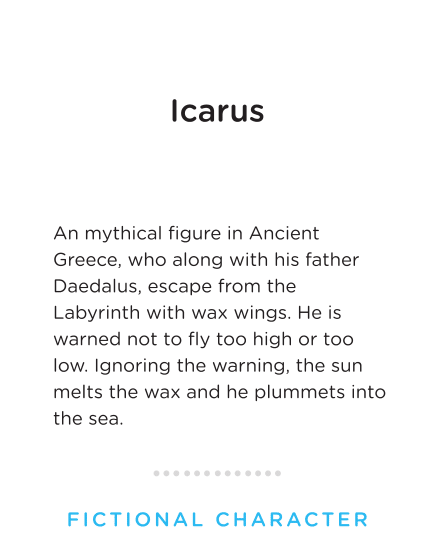 Icarus
An mythical figure in Ancient
Greece, who along with his father
Daedalus, escape from the
Labyrinth with wax wings. He is
warned not to fly too high or too
low. Ignoring the warning, the sun
melts the wax and he plummets into
the sea.
FICTIONAL CHARACTER